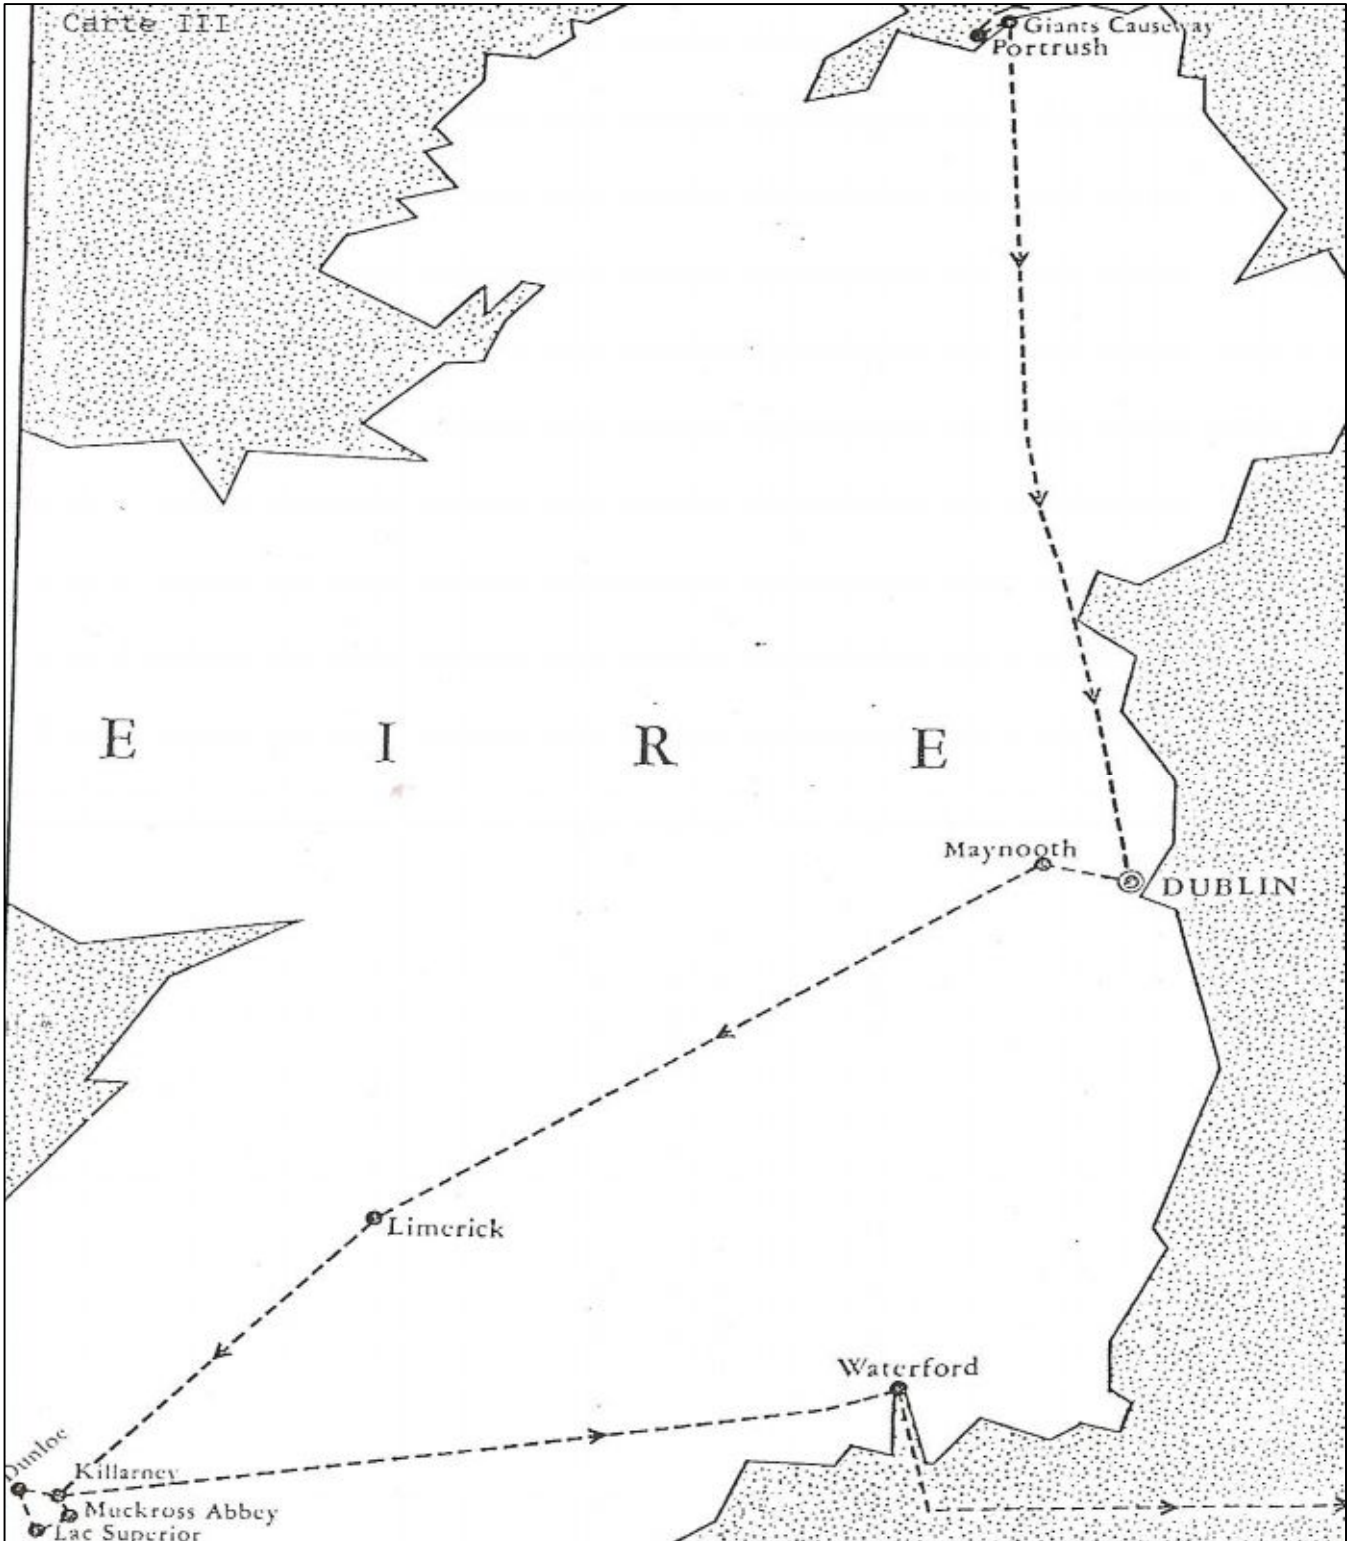 Carte III
Giants Causeway
Portrush
E I R E
Maynooth
DUBLIN
Limerick
Waterford
Dunloe
Killarney
Muckross Abbey
Lac Superior